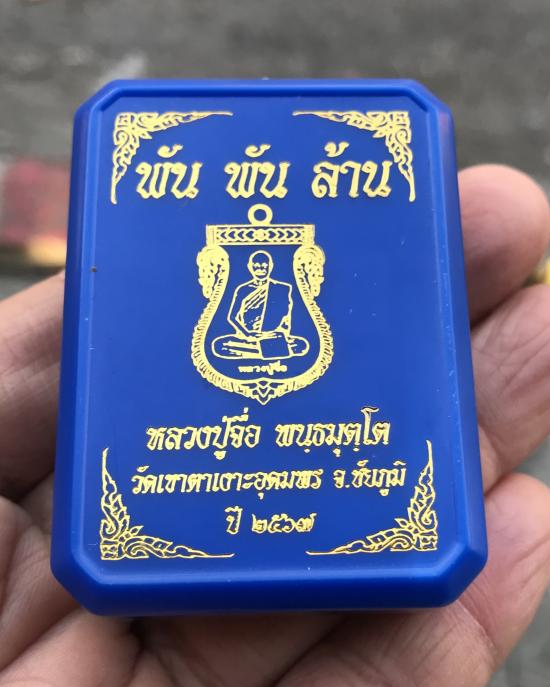 พัน พัน ล้าน
หลวงปู่จื่อ
หลวงปู่จื่อ พนฺธมุตฺโต
วัดเขาตาเงาะอุดมพร จ.ชัยภูมิ
ปี ๒๕๖๗